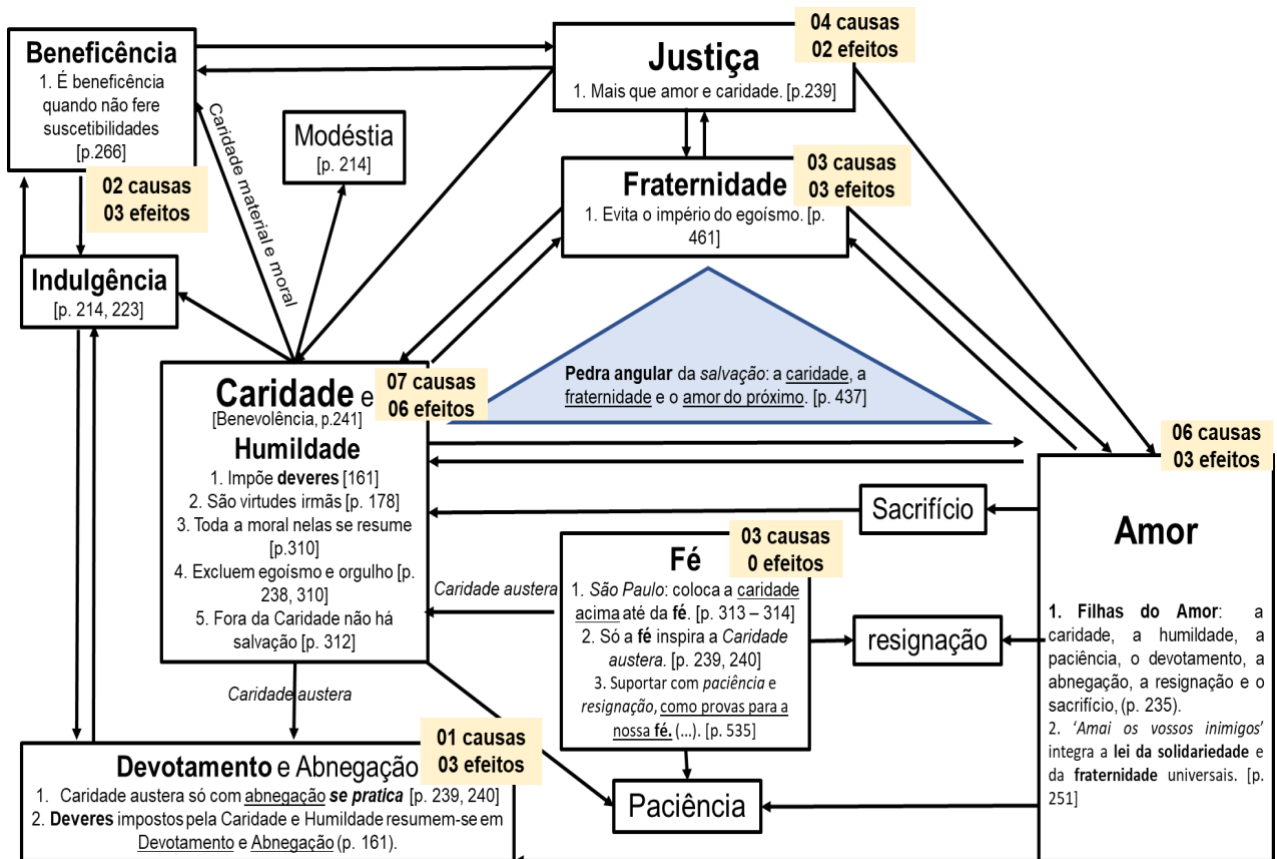 04 causas
02 efeitos
Beneficência
1. É beneficência
quando não fere
suscetibilidades
[p.266]
02 causas
03 efeitos
Justiça
1. Mais que amor e caridade. [p.239]
Modéstia
[p. 214]
Caridade material e moral
03 causas
03 efeitos
Fraternidade
1. Evita o império do egoísmo. [p.
461]
Indulgência
[p. 214, 223]
Pedra angular da salvação: a caridade, a
fraternidade e o amor do próximo. [p. 437]
07 causas
06 efeitos
Caridade e
[Benevolência, p.241]
Humildade
1. Impõe deveres [161]
2. São virtudes irmãs [p. 178]
3. Toda a moral nelas se resume
[p.310]
4. Excluem egoísmo e orgulho [p.
238, 310]
5. Fora da Caridade não há
salvação [p. 312]
Sacrifício
03 causas
0 efeitos
Fé
1. São Paulo: coloca a caridade
acima até da fé. [p. 313 – 314]
2. Só a fé inspira a Caridade
austera. [p. 239, 240]
3. Suportar com paciência e
resignação, como provas para a
nossa fé. (...). [p. 535]
Caridade austera
resignação
06 causas
03 efeitos
Amor
1. Filhas do Amor: a
caridade, a humildade, a
paciência, o devotamento, a
abnegação, a resignação e o
sacrifício, (p. 235).
2. 'Amai os vossos inimigos'
integra a lei da solidariedade e
da fraternidade universais. [p.
251]
Caridade austera
01 causas
03 efeitos
Devotamento e Abnegação
1. Caridade austera só com abnegação se pratica [p. 239, 240]
2. Deveres impostos pela Caridade e Humildade resumem-se em
Devotamento e Abnegação (p. 161).
Paciência